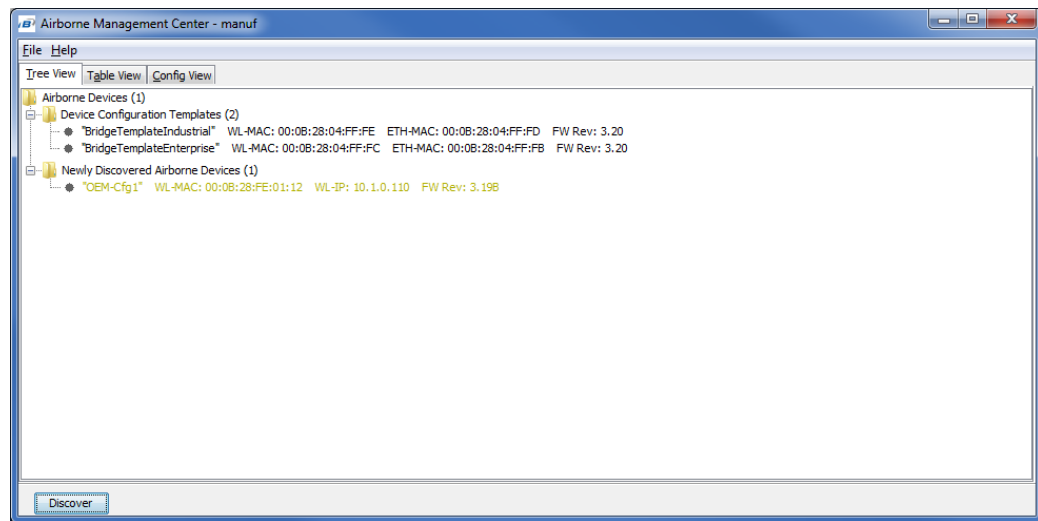 Airborne Management Center - manuf
File Help
Tree View Table View Config View
Airborne Devices (1)
Device Configuration Templates (2)
"BridgeTemplateIndustrial" WL-MAC: 00:0B:28:04:FF:FE ETH-MAC: 00:0B:28:04:FF:FD FW Rev: 3.20
"BridgeTemplateEnterprise" WL-MAC: 00:0B:28:04:FF:FC ETH-MAC: 00:0B:28:04:FF:FB FW Rev: 3.20
Newly Discovered Airborne Devices (1)
"OEM-Cfg1" WL-MAC: 00:0B:28:FE:01:12 WL-IP: 10.1.0.110 FW Rev: 3.19B
Discover